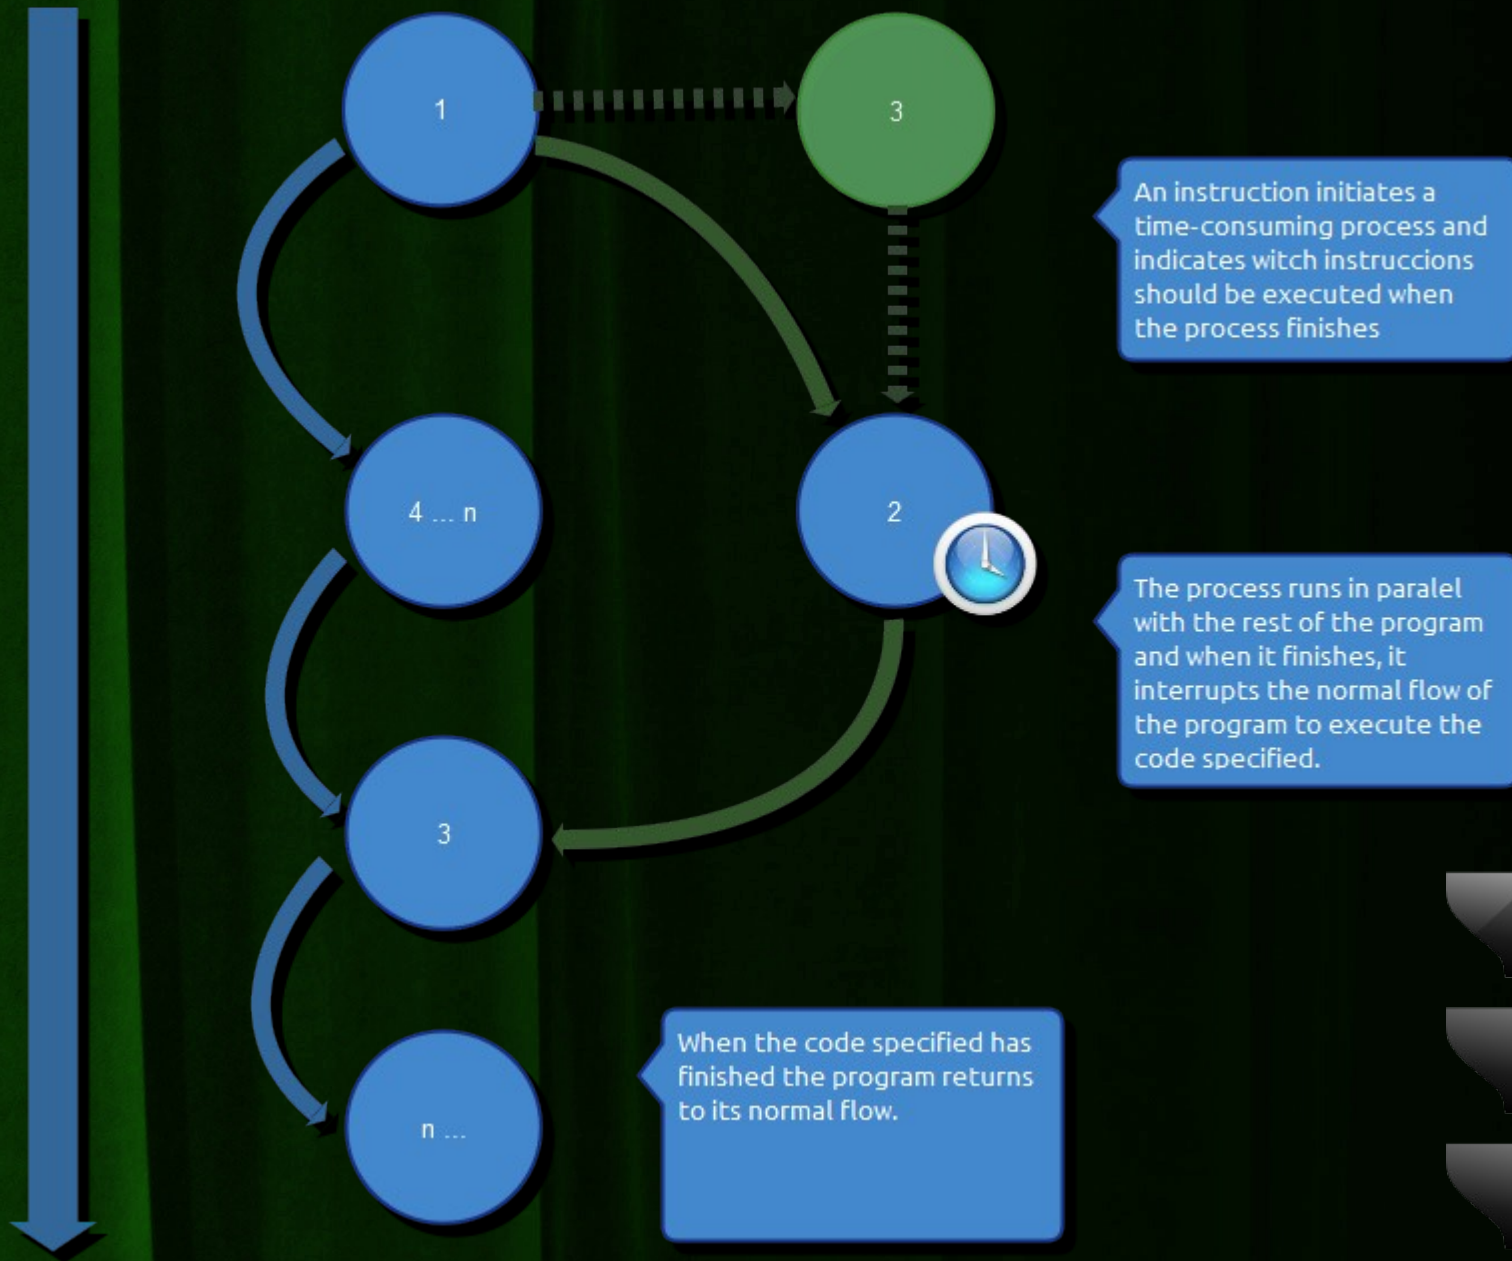 1
3
An instruction initiates a
time-consuming process and
indicates witch instruccions
should be executed when
the process finishes
4 ... n
2
The process runs in paralel
with the rest of the program
and when it finishes, it
interrupts the normal flow of
the program to execute the
code specified.
3
When the code specified has
finished the program returns
to its normal flow.
n ...